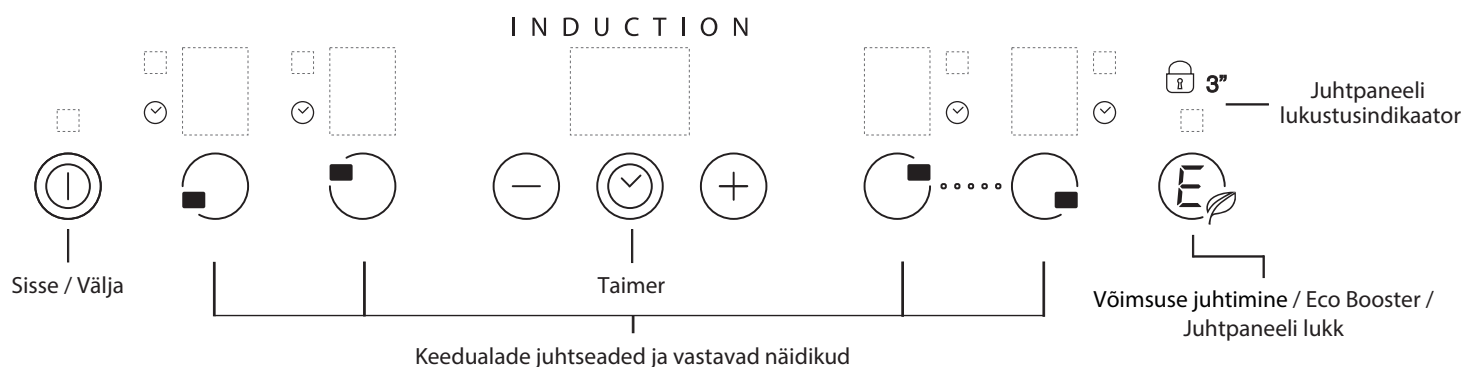 INDUCTION
3”
Juhtpaneeli
lukustusindikaator
E
Sisse / Välja
Taimer
Võimsuse juhtimine / Eco Booster /
Juhtpaneeli lukk
Keedualade juhtseaded ja vastavad näidikud